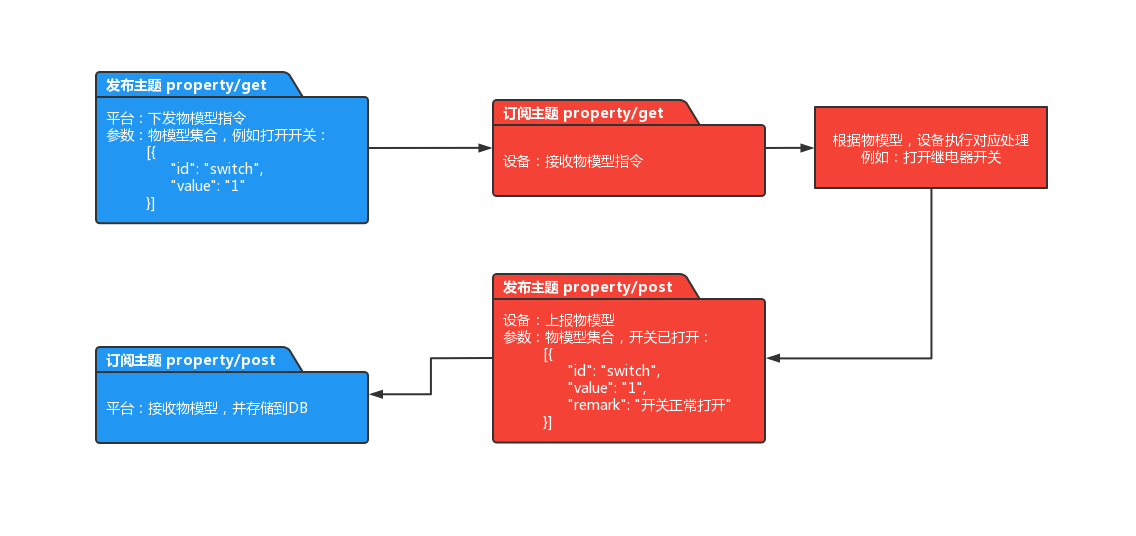 发布主题 property/get
平台：下发物模型指令
参数：物模型集合，例如打开开关：
[{
"id": "switch",
"value": "1"
}]
订阅主题 property/get
设备：接收物模型指令
根据物模型，设备执行对应处理
例如：打开继电器开关
发布主题 property/post
设备：上报物模型
参数：物模型集合，开关已打开：
[{
"id": "switch",
"value": "1",
"remark": "开关正常打开"
}]
订阅主题 property/post
平台：接收物模型，并存储到DB